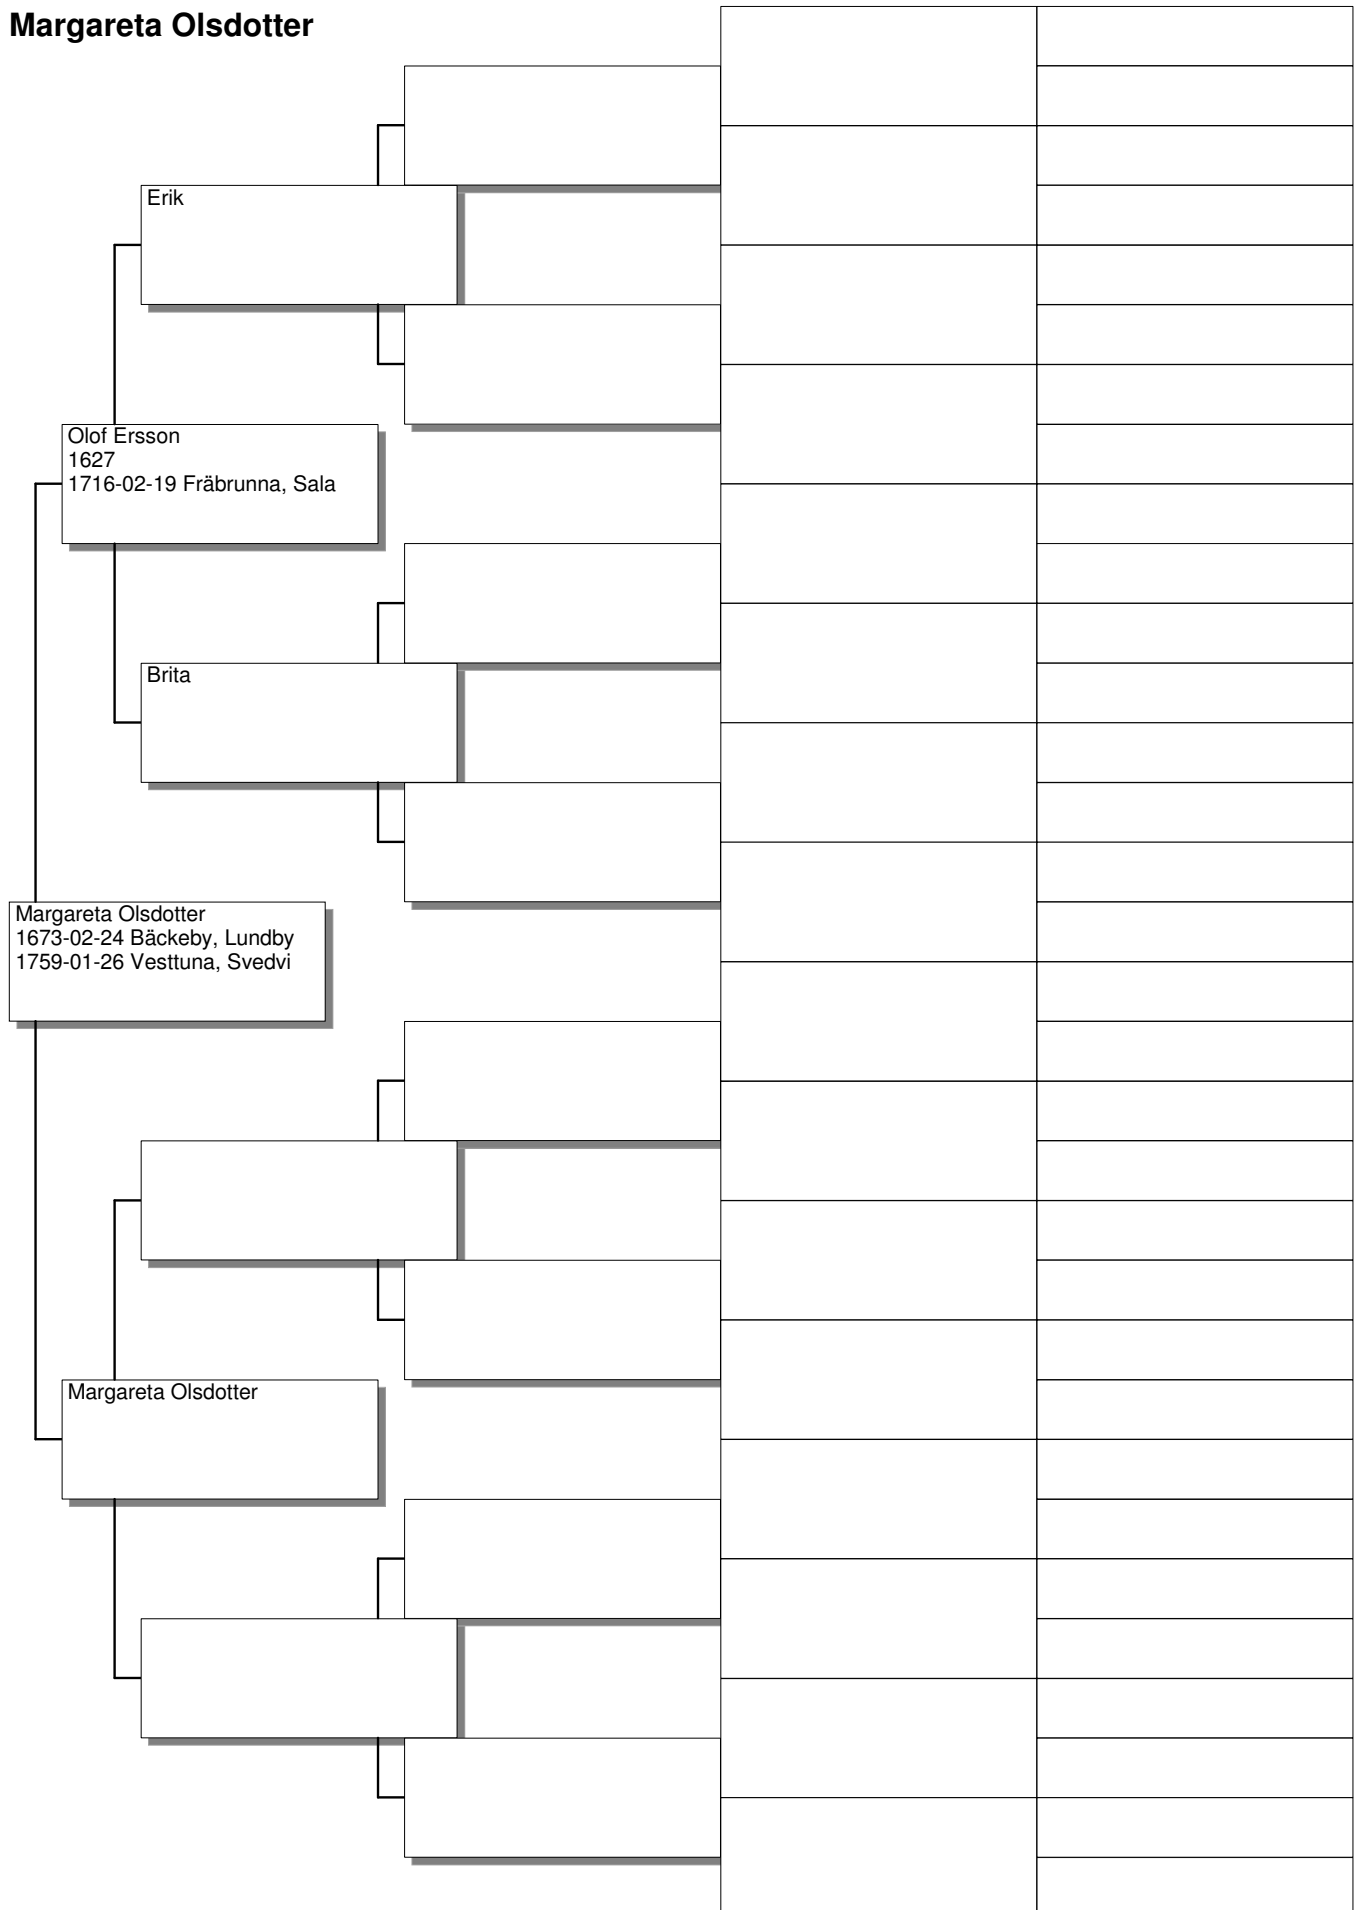 Margareta Olsdotter
Erik
Olof Ersson
1627
1716-02-19 Fräbrunna, Sala
Brita
Margareta Olsdotter
1673-02-24 Bäckeby, Lundby
1759-01-26 Vesttuna, Svedvi
Margareta Olsdotter